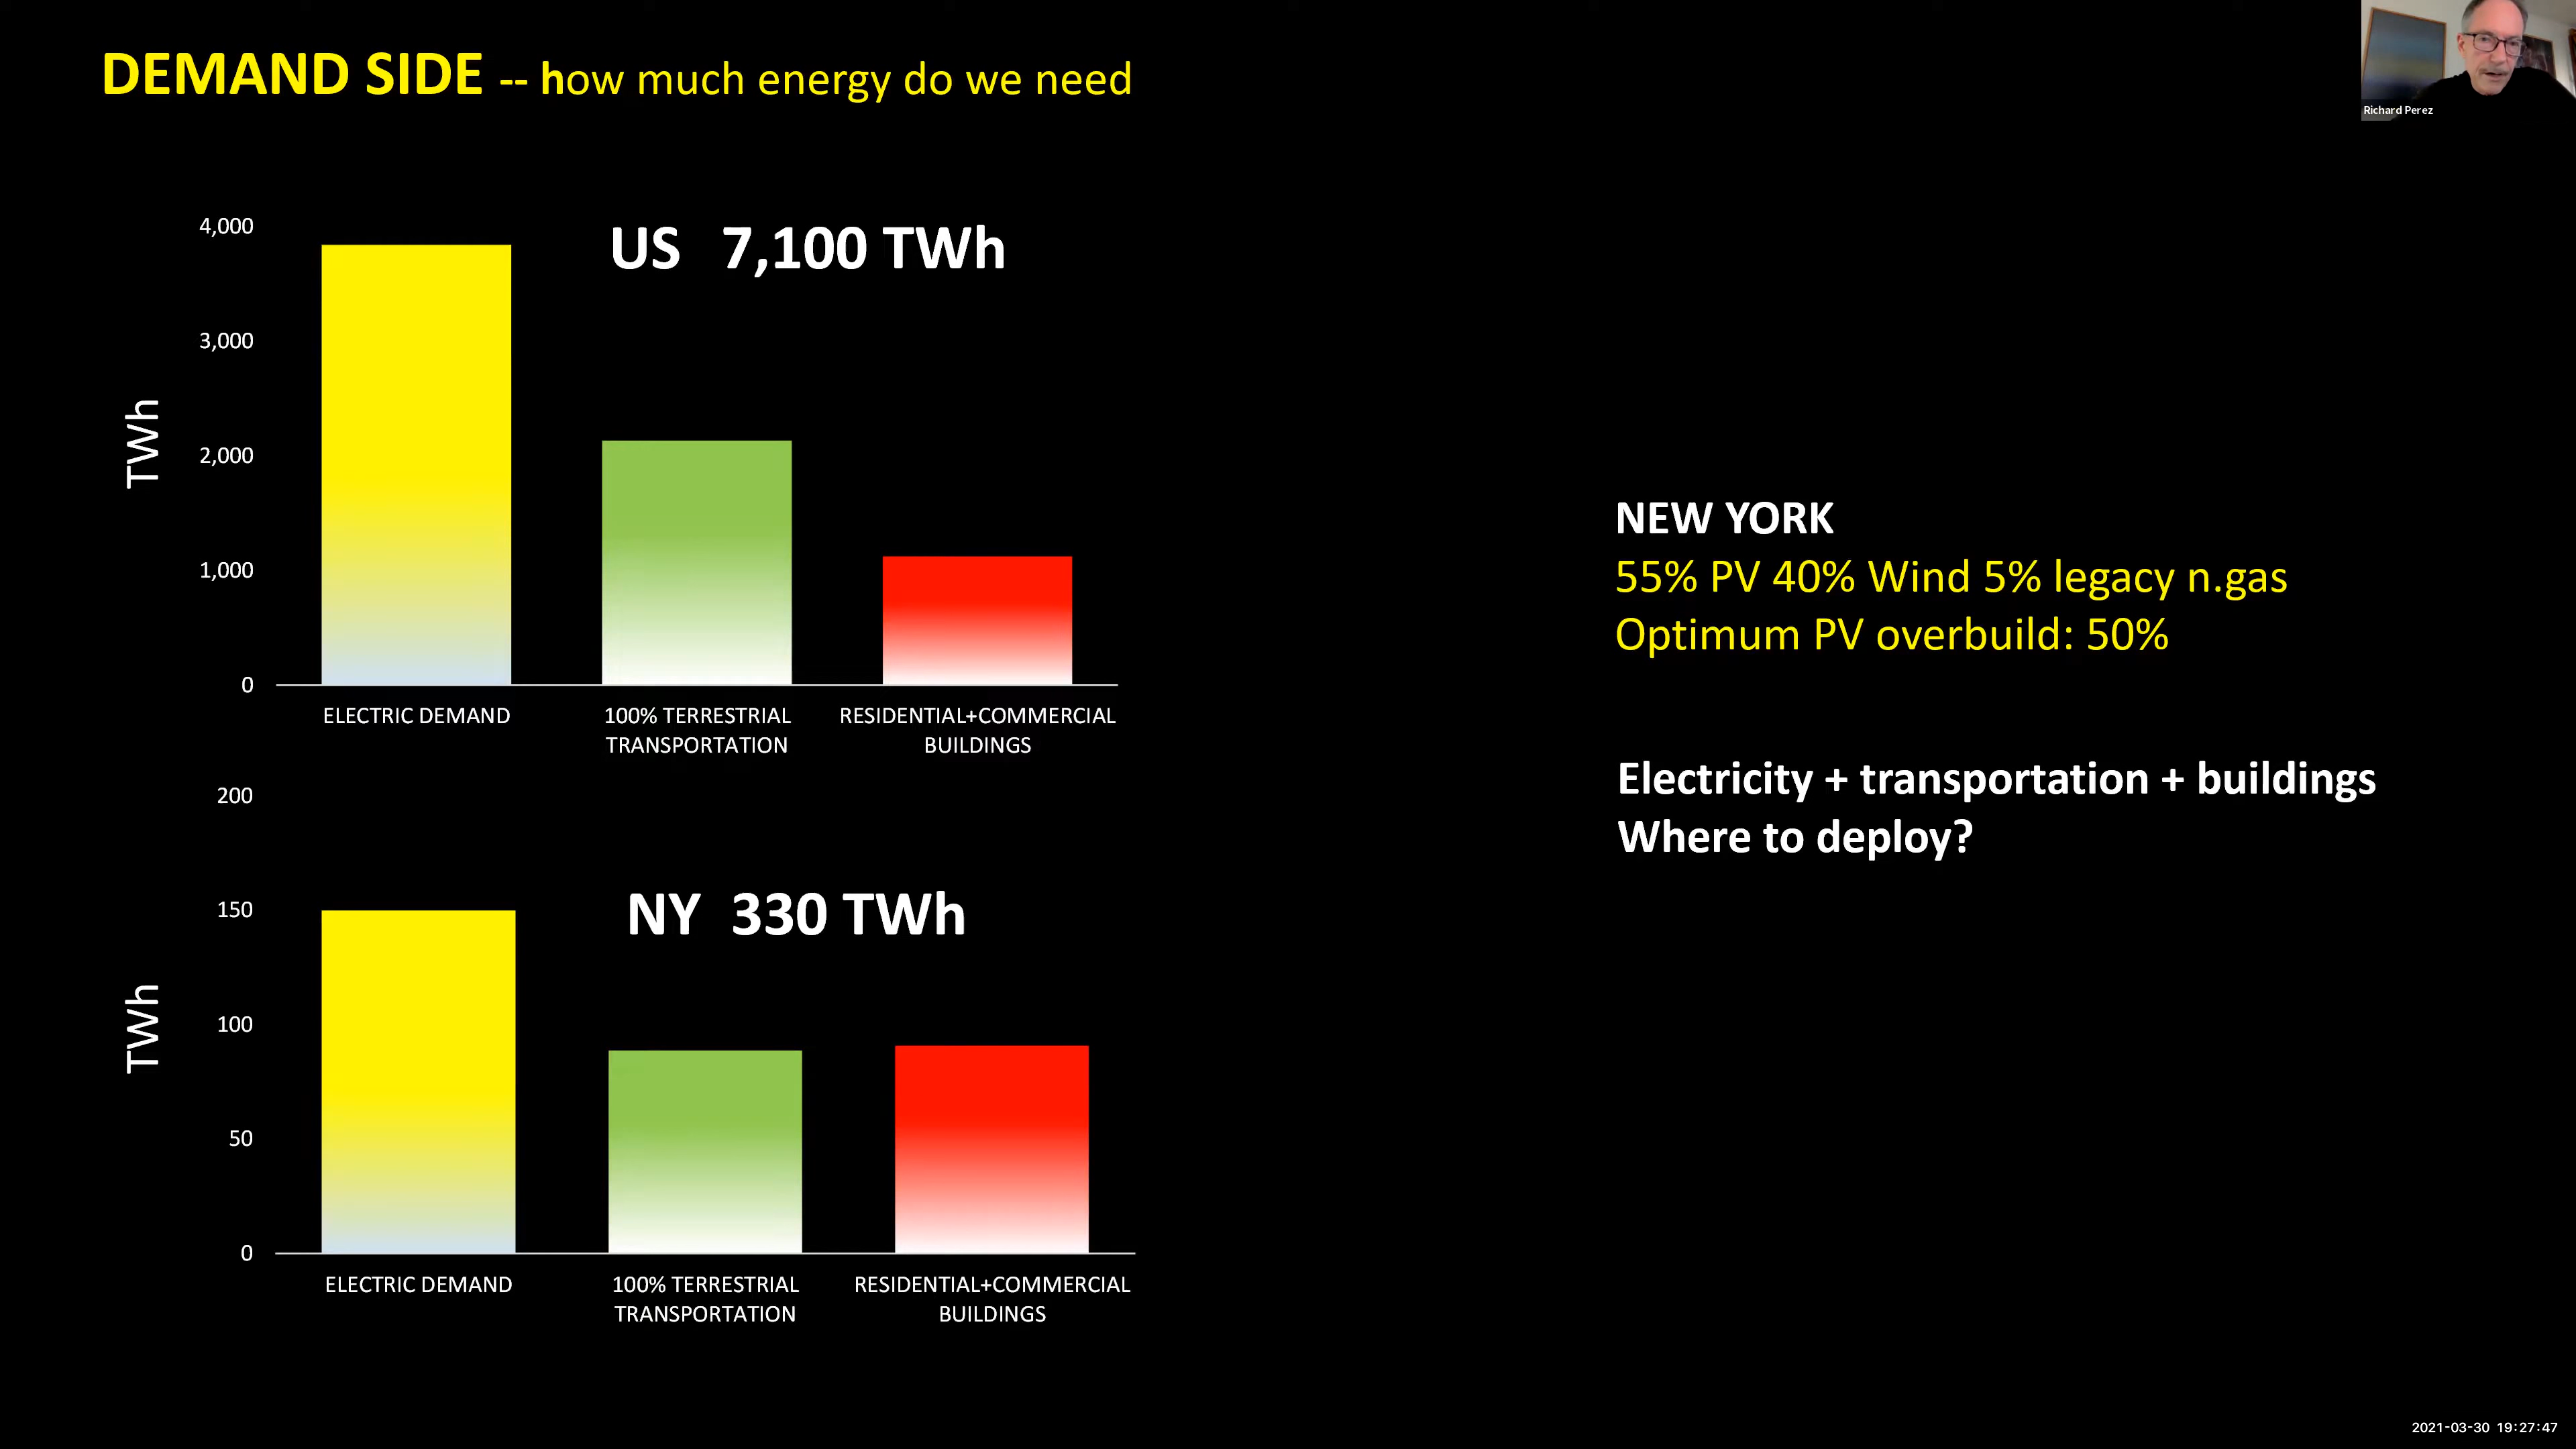 DEMAND SIDE -- how much energy do we need
Richard Perez
US 7,100 TWh
4,000
3,000
2,000
1,000
0
TWh
ELECTRIC DEMAND
100% TERRESTRIAL
TRANSPORTATION
RESIDENTIAL+COMMERCIAL
BUILDINGS
NY 330 TWh
200
150
100
50
0
TWh
ELECTRIC DEMAND
100% TERRESTRIAL
TRANSPORTATION
RESIDENTIAL+COMMERCIAL
BUILDINGS
NEW YORK
55% PV 40% Wind 5% legacy n.gas
Optimum PV overbuild: 50%
Electricity + transportation + buildings
Where to deploy?
2021-03-30 19:27:47